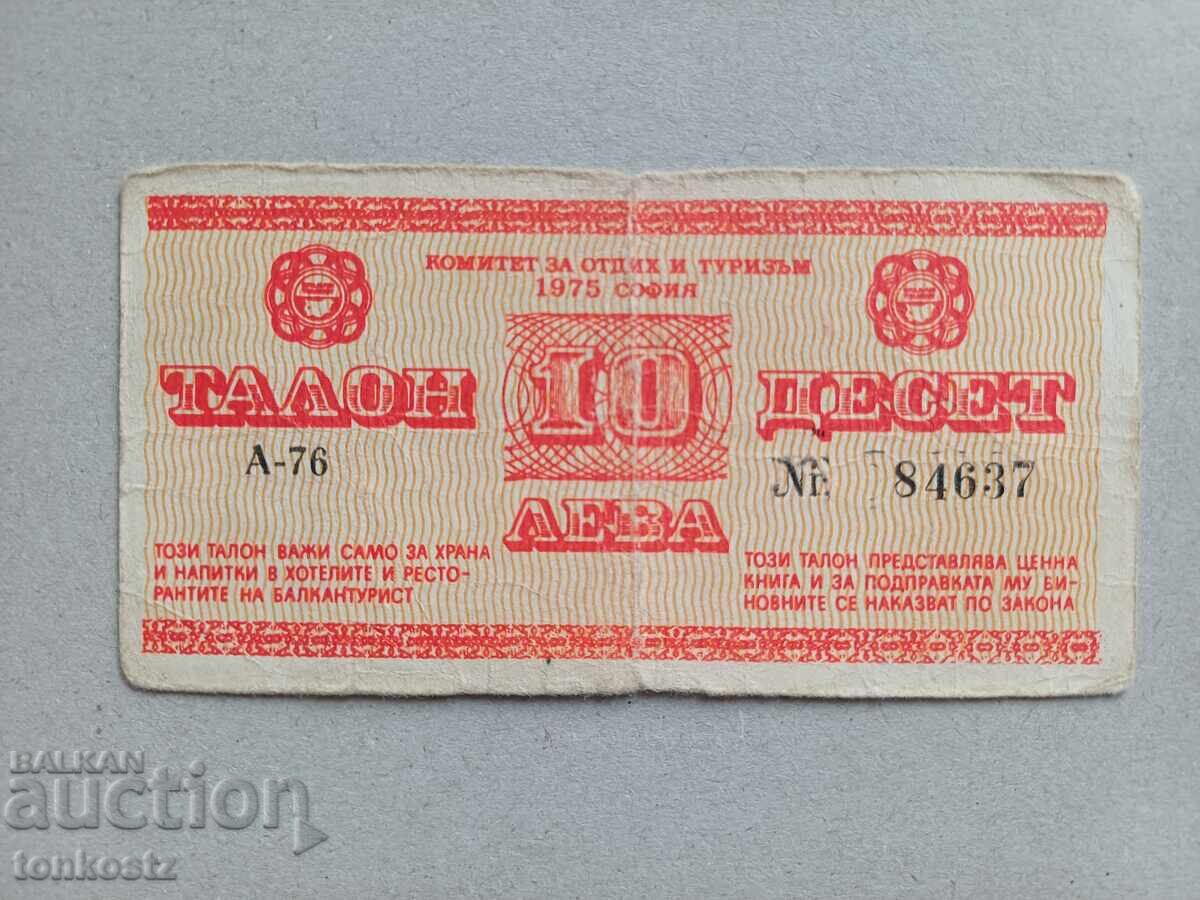 КОМИТЕТ ЗА ОТДИХ И ТУРИЗЪМ
1975 СОФИЯ
ТАЛОН
10
ДЕСЕТ
А-76
№ 84637
ЛЕВА
ТОЗИ ТАЛОН ВАЖИ САМО ЗА ХРАНА
И НАПИТКИ В ХОТЕЛИТЕ И РЕСТО-
РАНТИТЕ НА БАЛКАНТУРИСТ
ТОЗИ ТАЛОН ПРЕДСТАВЛЯВА ЦЕННА
КНИГА И ЗА ПОДПРАВКАТА МУ ВИ-
НОВНИТЕ СЕ НАКАЗВАТ ПО ЗАКОНА
BALKAN
auction
tonkostz